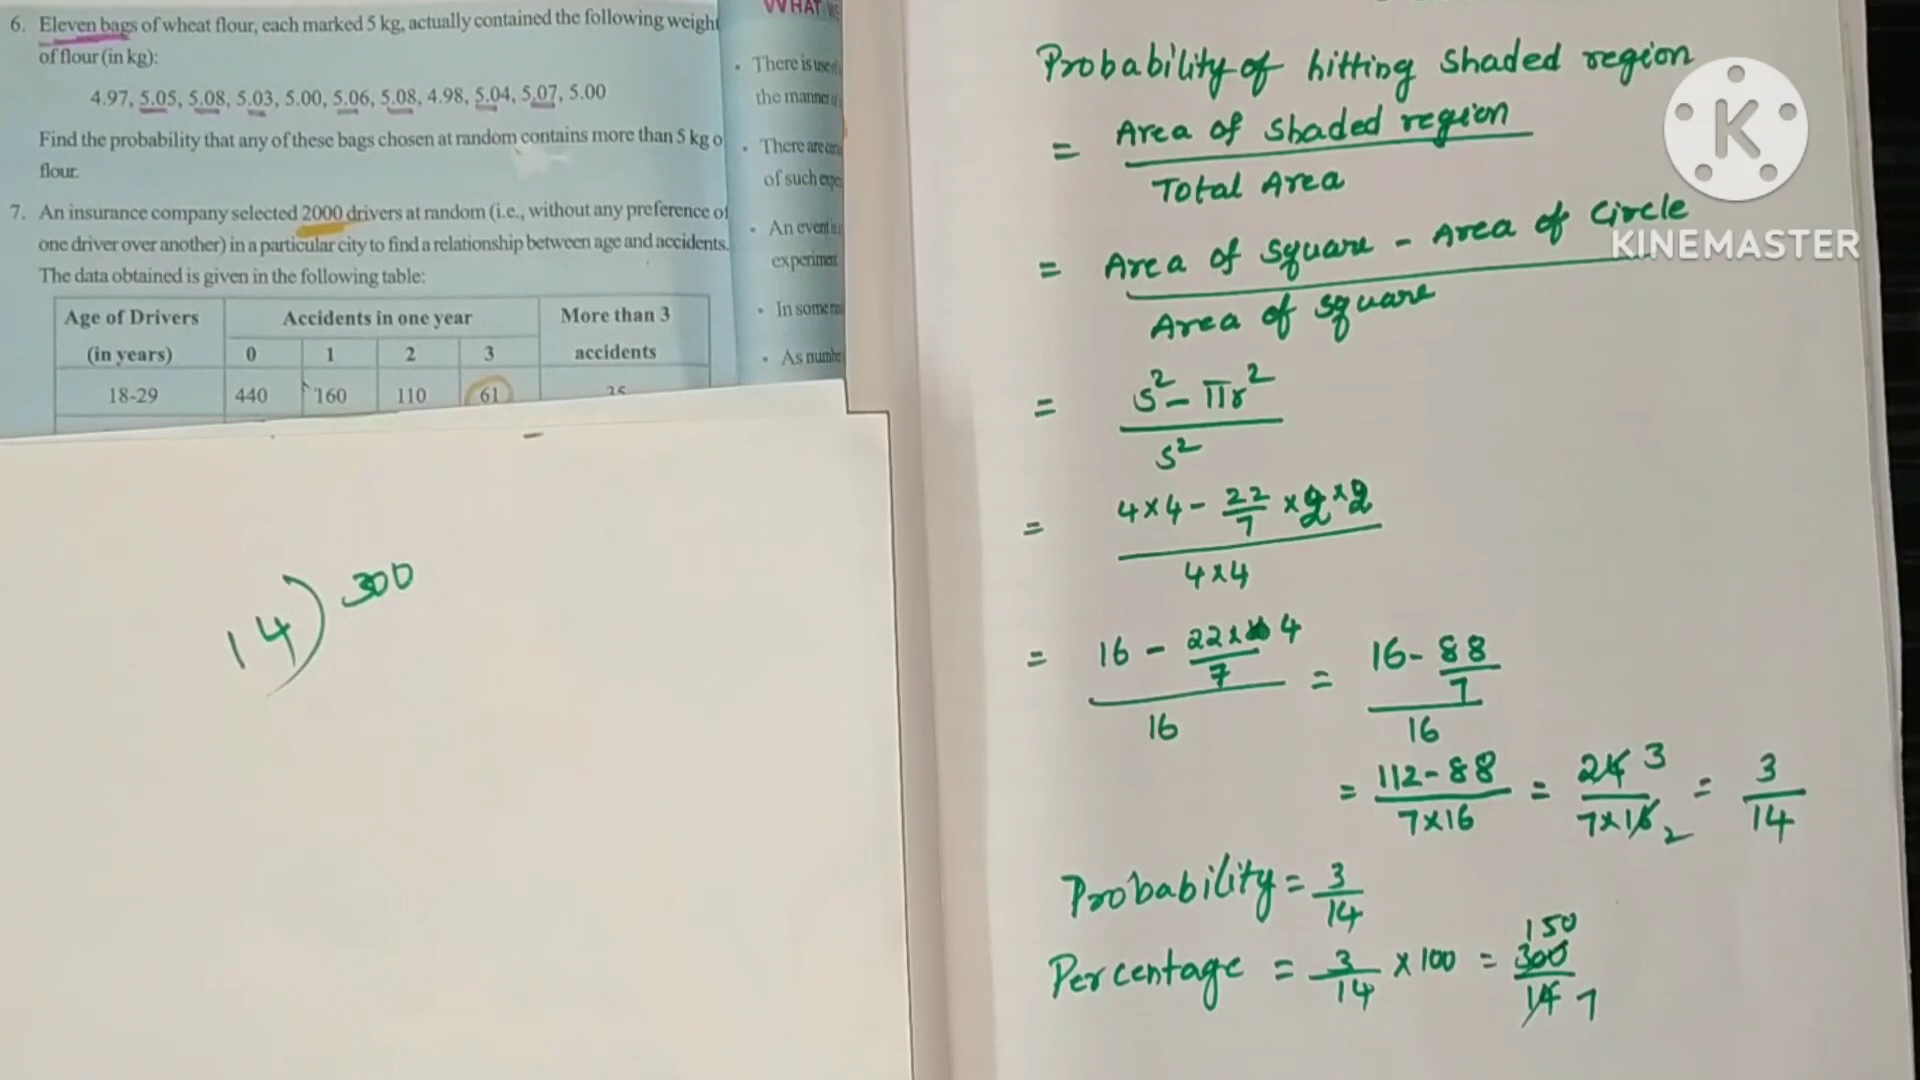 6. Eleven bags of wheat flour, each marked 5 kg, actually contained the following weight
of flour (in kg):
4.97, 5.05, 5.08, 5.03, 5.00, 5.06, 5.08, 4.98, 5.04, 5.07, 5.00
Find the probability that any of these bags chosen at random contains more than 5 kg o
flour.
7. An insurance company selected 2000 drivers at random (i.e., without any preference of
one driver over another) in a particular city to find a relationship between age and accidents.
The data obtained is given in the following table:
Age of Drivers (in years) Accidents in one year More than 3 accidents
0 1 2 3
18-29 440 160 110 61
WHAT
• There is
the manner
• There are
of such
• An event
experiment
• In some
• As
14) 300
Probability of hitting shaded region
= Area of shaded region
Total Area
= Area of square - Area of circle
Area of square
= s² - πr²
s²
= 4×4 - 22/7 ×2×2
4×4
= 16 - 22×4/7 = 16 - 88/7
16 16
= 112-88 = 24 3 = 3
7×16 7×16 2 14
Probability = 3/14
Percentage = 3/14 × 100 = 300 150
14 7
K
KINEMASTER